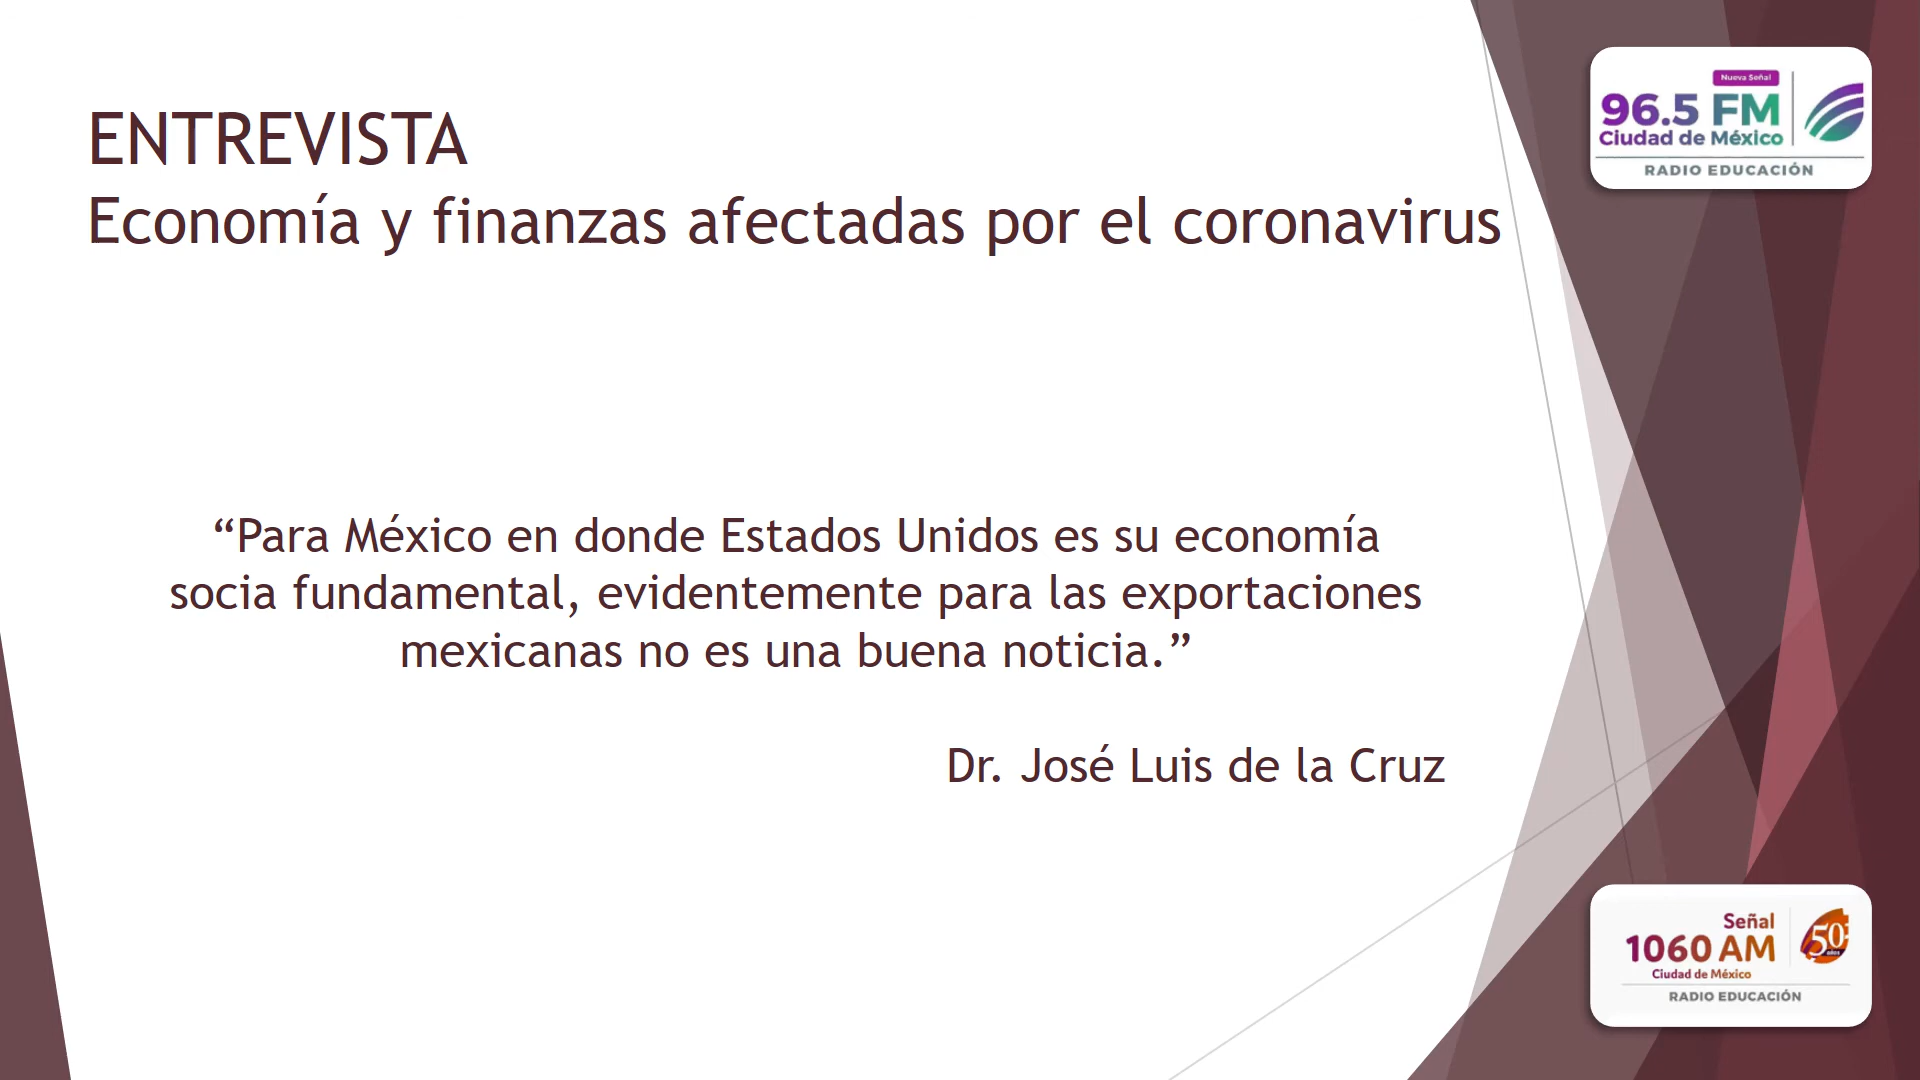 ENTREVISTA
Economía y finanzas afectadas por el coronavirus
Nueva Señal
96.5 FM
Ciudad de México
RADIO EDUCACIÓN
“Para México en donde Estados Unidos es su economía
socia fundamental, evidentemente para las exportaciones
mexicanas no es una buena noticia.”
Dr. José Luis de la Cruz
Señal
1060 AM
Ciudad de México
50
años
RADIO EDUCACIÓN